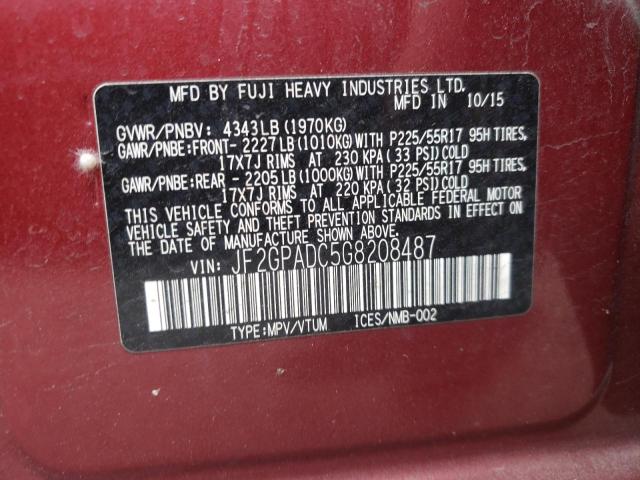 MFD BY FUJI HEAVY INDUSTRIES LTD.
MFD IN 10/15
GVWR/PNBV: 4343LB (1970KG)
GAWR/PNBE:FRONT- 2227LB (1010KG) WITH P225/55R17 95H TIRES,
17X7J RIMS AT 230 KPA (33 PSI) COLD
GAWR/PNBE:REAR - 2205LB (1000KG) WITH P225/55R17 95H TIRES,
17X7J RIMS AT 220 KPA (32 PSI) COLD
THIS VEHICLE CONFORMS TO ALL APPLICABLE FEDERAL MOTOR
VEHICLE SAFETY AND THEFT PREVENTION STANDARDS IN EFFECT ON
THE DATE OF MANUFACTURE SHOWN ABOVE.
VIN: JF2GPADC5G8208487
TYPE:MPV/VTUM ICES/NMB-002